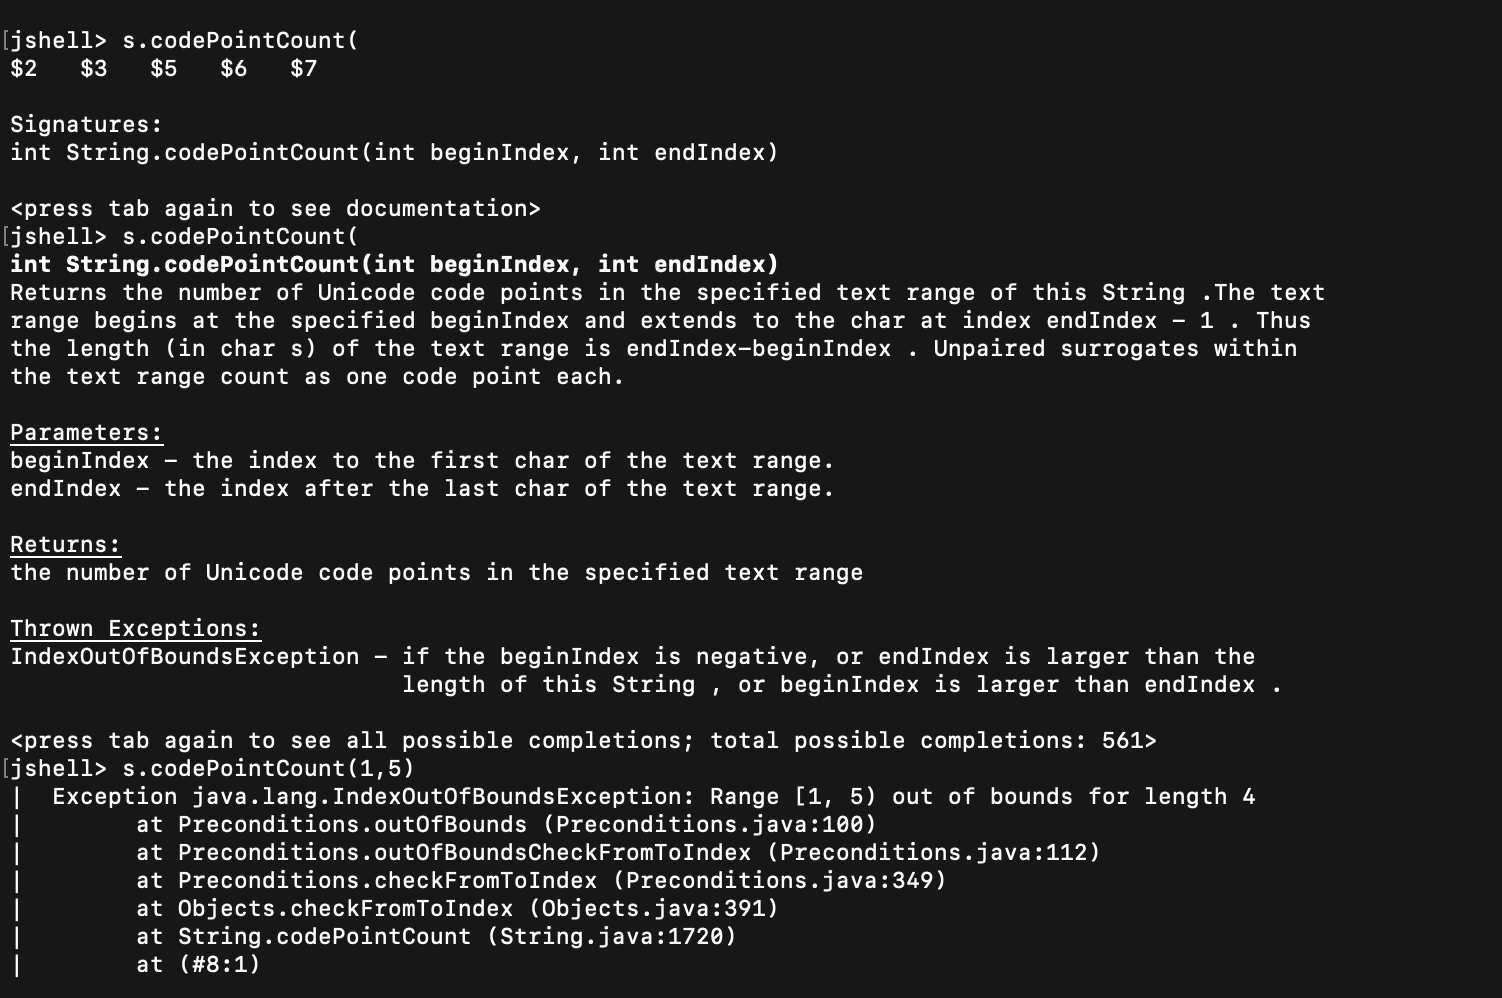 [jshell> s.codePointCount(
$2   $3   $5   $6   $7
Signatures:
int String.codePointCount(int beginIndex, int endIndex)
<press tab again to see documentation>
[jshell> s.codePointCount(
int String.codePointCount(int beginIndex, int endIndex)
Returns the number of Unicode code points in the specified text range of this String .The text
range begins at the specified beginIndex and extends to the char at index endIndex - 1 . Thus
the length (in char s) of the text range is endIndex-beginIndex . Unpaired surrogates within
the text range count as one code point each.
Parameters:
beginIndex - the index to the first char of the text range.
endIndex - the index after the last char of the text range.
Returns:
the number of Unicode code points in the specified text range
Thrown Exceptions:
IndexOutOfBoundsException - if the beginIndex is negative, or endIndex is larger than the
                            length of this String , or beginIndex is larger than endIndex .
<press tab again to see all possible completions; total possible completions: 561>
[jshell> s.codePointCount(1,5)
|  Exception java.lang.IndexOutOfBoundsException: Range [1, 5) out of bounds for length 4
|        at Preconditions.outOfBounds (Preconditions.java:100)
|        at Preconditions.outOfBoundsCheckFromToIndex (Preconditions.java:112)
|        at Preconditions.checkFromToIndex (Preconditions.java:349)
|        at Objects.checkFromToIndex (Objects.java:391)
|        at String.codePointCount (String.java:1720)
|        at (#8:1)